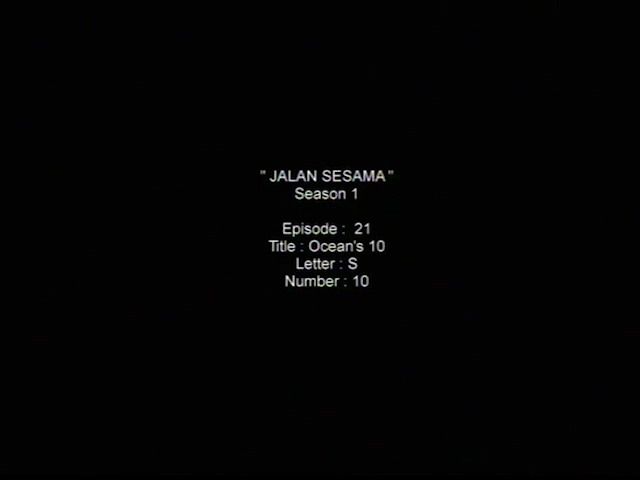 " JALAN SESAMA "
Season 1
Episode : 21
Title : Ocean's 10
Letter : S
Number : 10